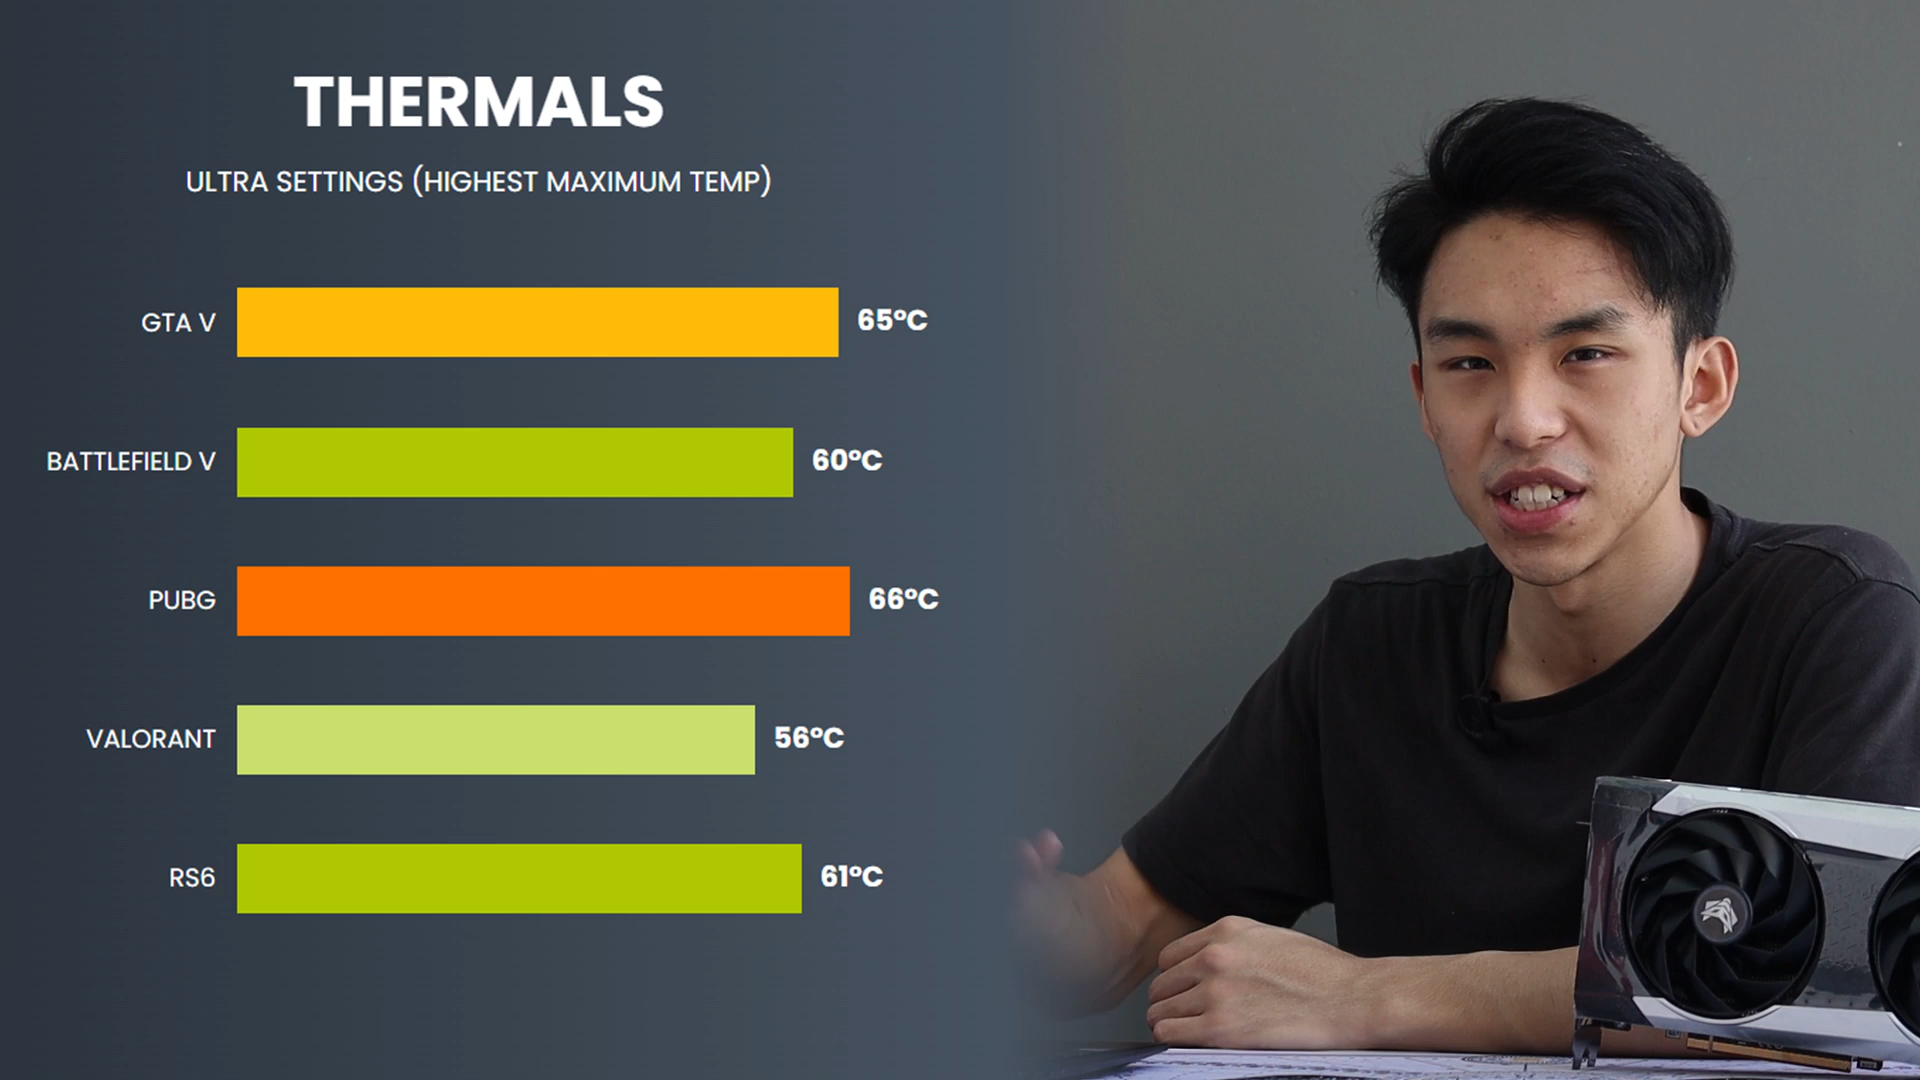 THERMALS
ULTRA SETTINGS (HIGHEST MAXIMUM TEMP)
GTA V 65°C
BATTLEFIELD V 60°C
PUBG 66°C
VALORANT 56°C
RS6 61°C